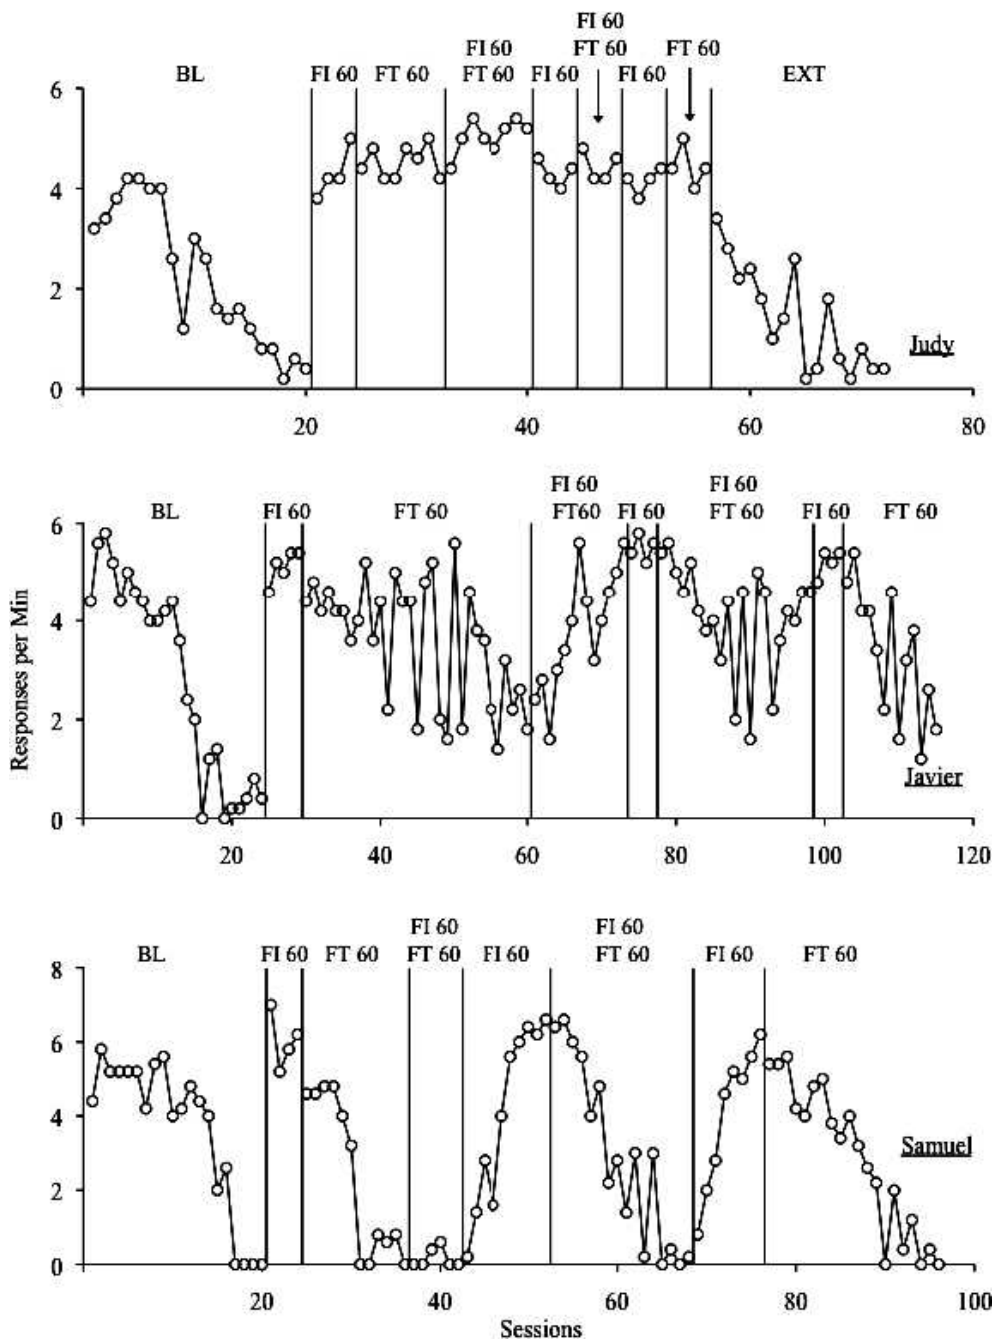 FI 60
FI 60 FT 60 FT 60
BL FI 60 FT 60 FT 60 FI 60 FI 60 EXT
6
4
2
0
Judy
20 40 60 80
FI 60 FI 60
BL FI 60 FT 60 FT60 FI 60 FT 60 FI 60 FT 60
6
4
2
0
Responses per Min
Javier
20 40 60 80 100 120
FI 60 FI 60
BL FI 60 FT 60 FT 60 FI 60 FT 60 FI 60 FT 60
8
6
4
2
0
Samuel
20 40 60 80 100
Sessions